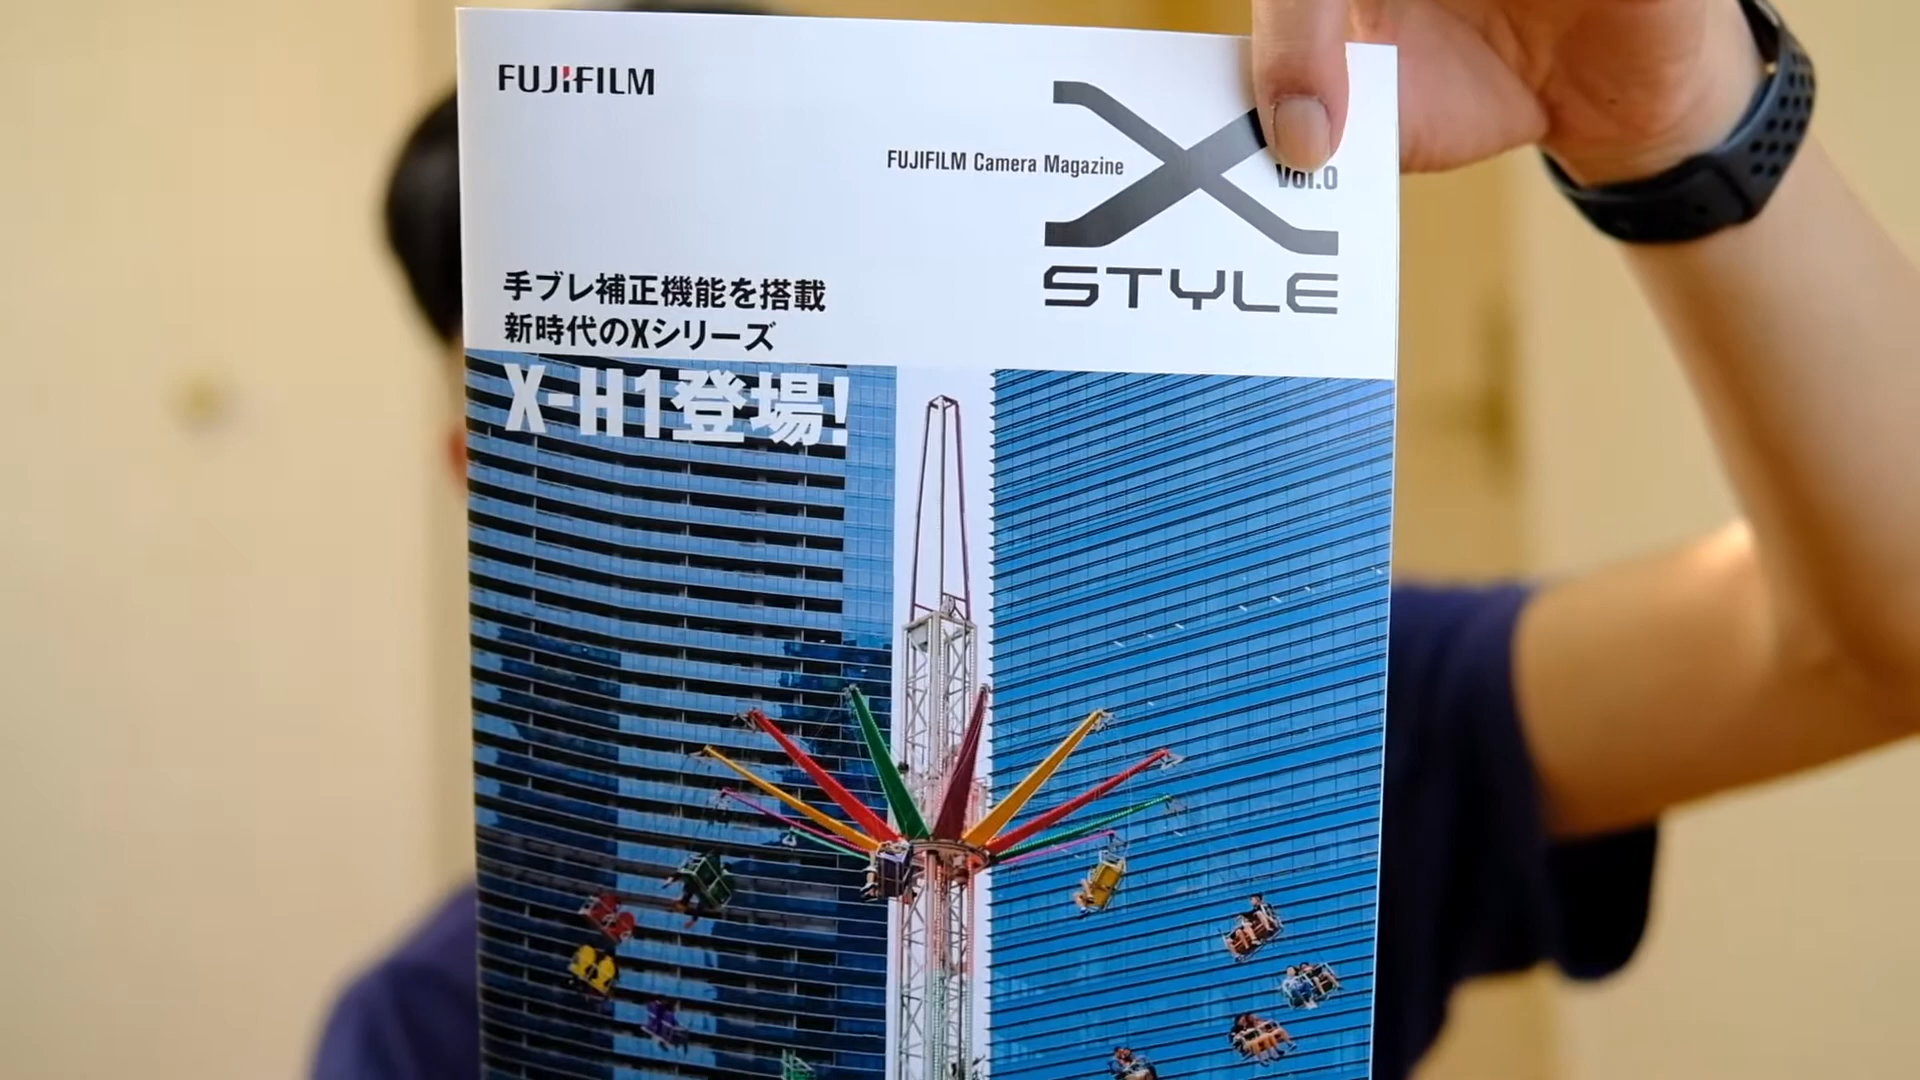 FUJIFILM
FUJIFILM Camera Magazine
X
Vol.0
STYLE
手ブレ補正機能を搭載
新時代のXシリーズ
X-H1登場!